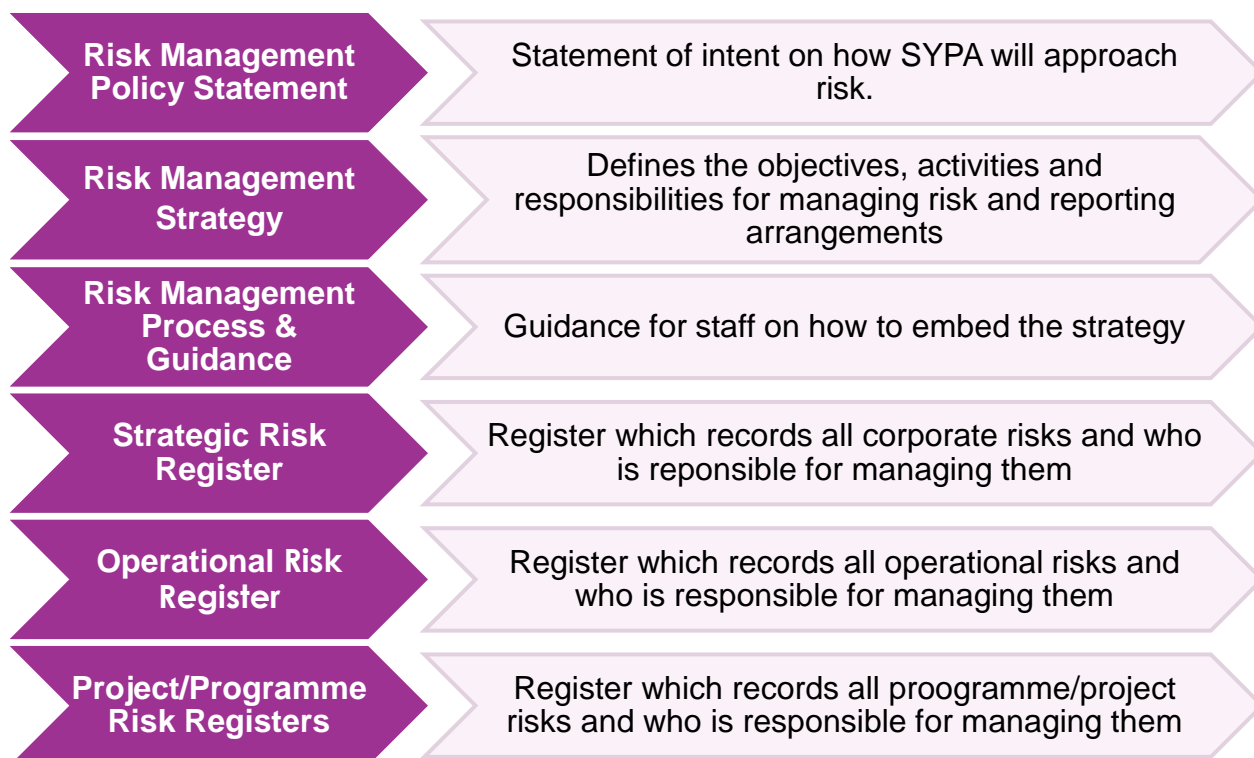 Risk Management
Policy Statement
Statement of intent on how SYPA will approach
risk.
Risk Management
Strategy
Defines the objectives, activities and
responsibilities for managing risk and reporting
arrangements
Risk Management
Process &
Guidance
Guidance for staff on how to embed the strategy
Strategic Risk
Register
Register which records all corporate risks and who
is reponsible for managing them
Operational Risk
Register
Register which records all operational risks and
who is responsible for managing them
Project/Programme
Risk Registers
Register which records all proogramme/project
risks and who is responsible for managing them